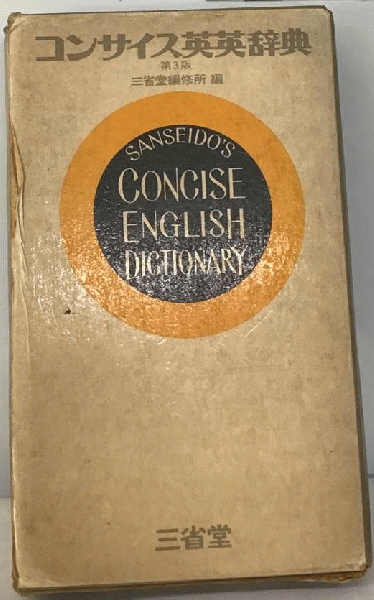 コンサイス英英辞典
第3版
三省堂編修所 編
SANSEIDO'S
CONCISE
ENGLISH
DICTIONARY
三省堂